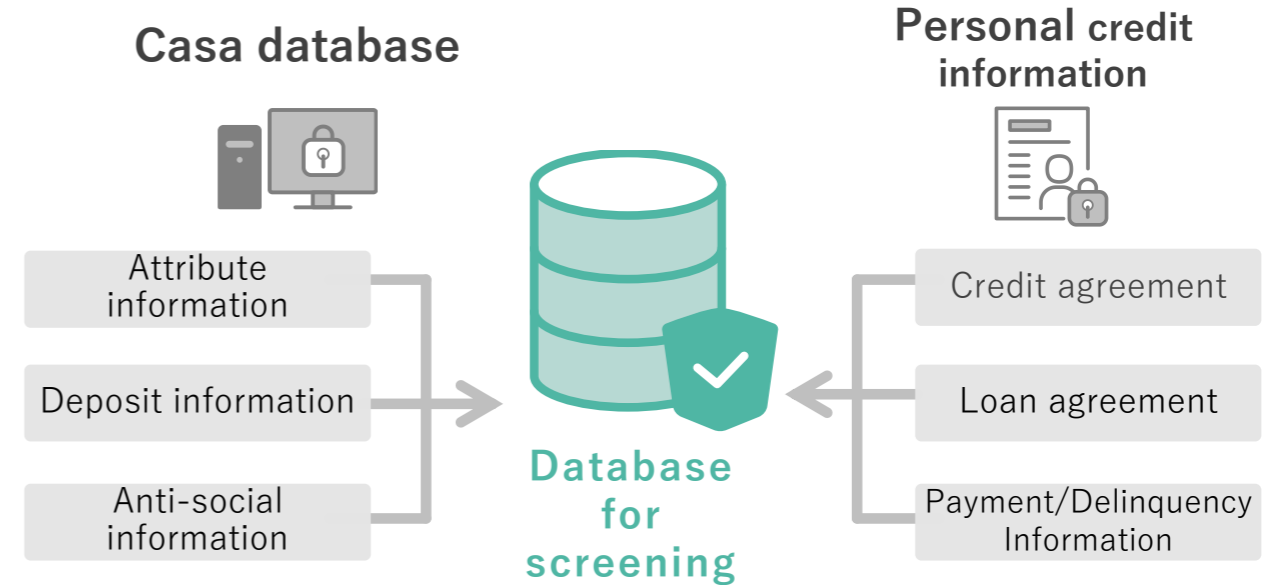 Casa database
Attribute
information
Deposit information
Anti-social
information
Database
for
screening
Personal credit
information
Credit agreement
Loan agreement
Payment/Delinquency
Information